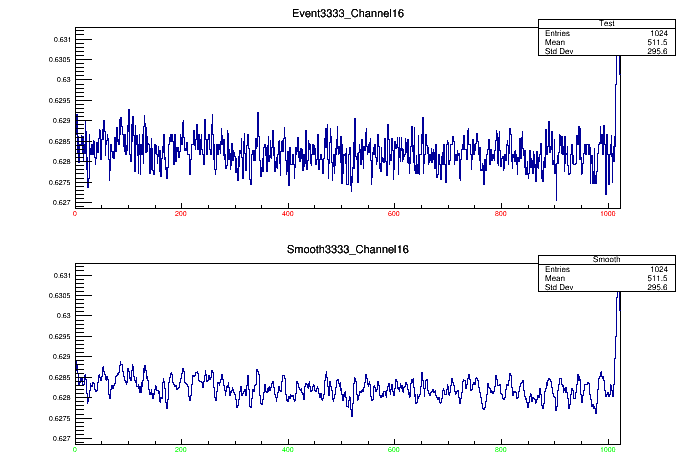 Event3333_Channel16
Test
Entries 1024
Mean 511.5
Std Dev 295.6
0.631
0.6305
0.63
0.6295
0.629
0.6285
0.628
0.6275
0.627
0 200 400 600 800 1000
Smooth3333_Channel16
Smooth
Entries 1024
Mean 511.5
Std Dev 295.6
0.631
0.6305
0.63
0.6295
0.629
0.6285
0.628
0.6275
0.627
0 200 400 600 800 1000